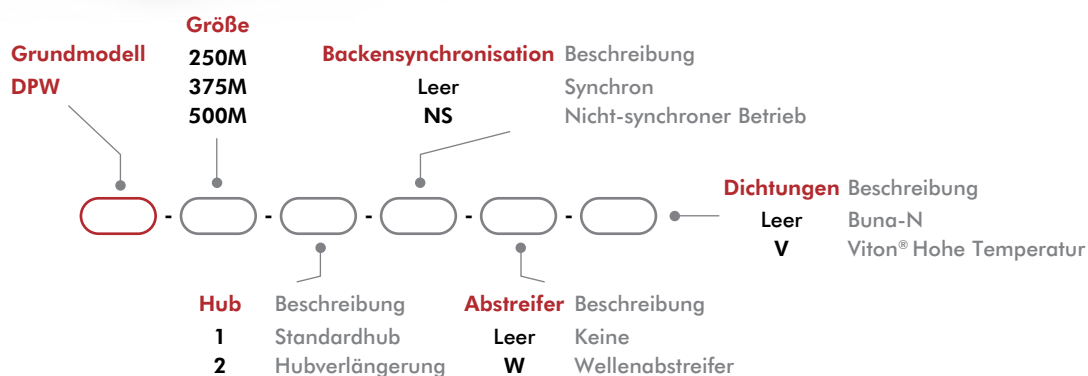 Größe
Grundmodell
250M
Backensynchronisation Beschreibung
DPW
375M
Leer Synchron
500M
NS Nicht-synchroner Betrieb
- - - - -
Dichtungen Beschreibung
Leer Buna-N
V Viton® Hohe Temperatur
Hub Beschreibung
1 Standardhub
2 Hubverlängerung
Abstreifer Beschreibung
Leer Keine
W Wellenabstreifer